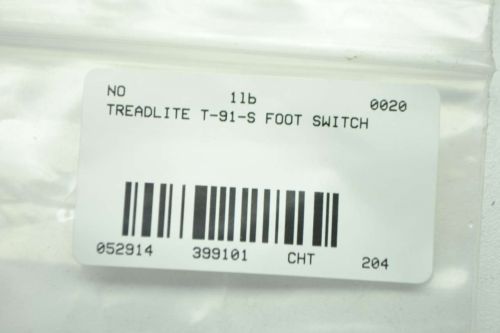 NO 1lb 0020
TREADLITE T-91-S FOOT SWITCH
052914 399101 CHT 204